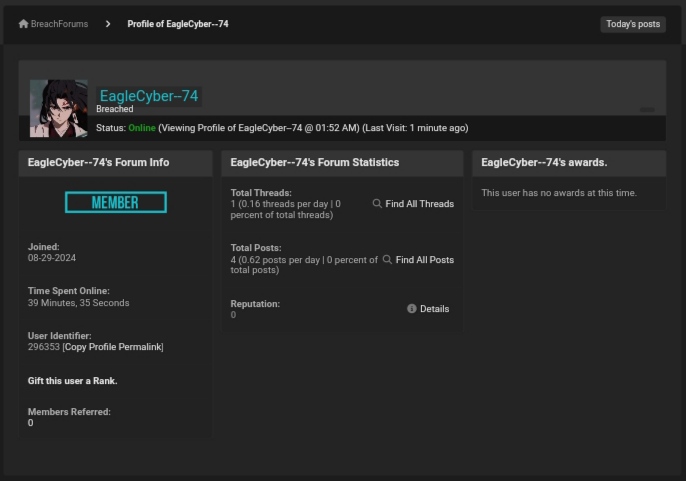 BreachForums
Profile of EagleCyber--74
Today's posts
EagleCyber--74
Breached
Status: Online (Viewing Profile of EagleCyber--74 @ 01:52 AM) (Last Visit: 1 minute ago)
EagleCyber--74's Forum Info
MEMBER
Joined:
08-29-2024
Time Spent Online:
39 Minutes, 35 Seconds
User Identifier:
296353 [Copy Profile Permalink]
Gift this user a Rank.
Members Referred:
0
EagleCyber--74's Forum Statistics
Total Threads:
1 (0.16 threads per day | 0
percent of total threads)
Find All Threads
Total Posts:
4 (0.62 posts per day | 0 percent of
total posts)
Find All Posts
Reputation:
0
Details
EagleCyber--74's awards.
This user has no awards at this time.